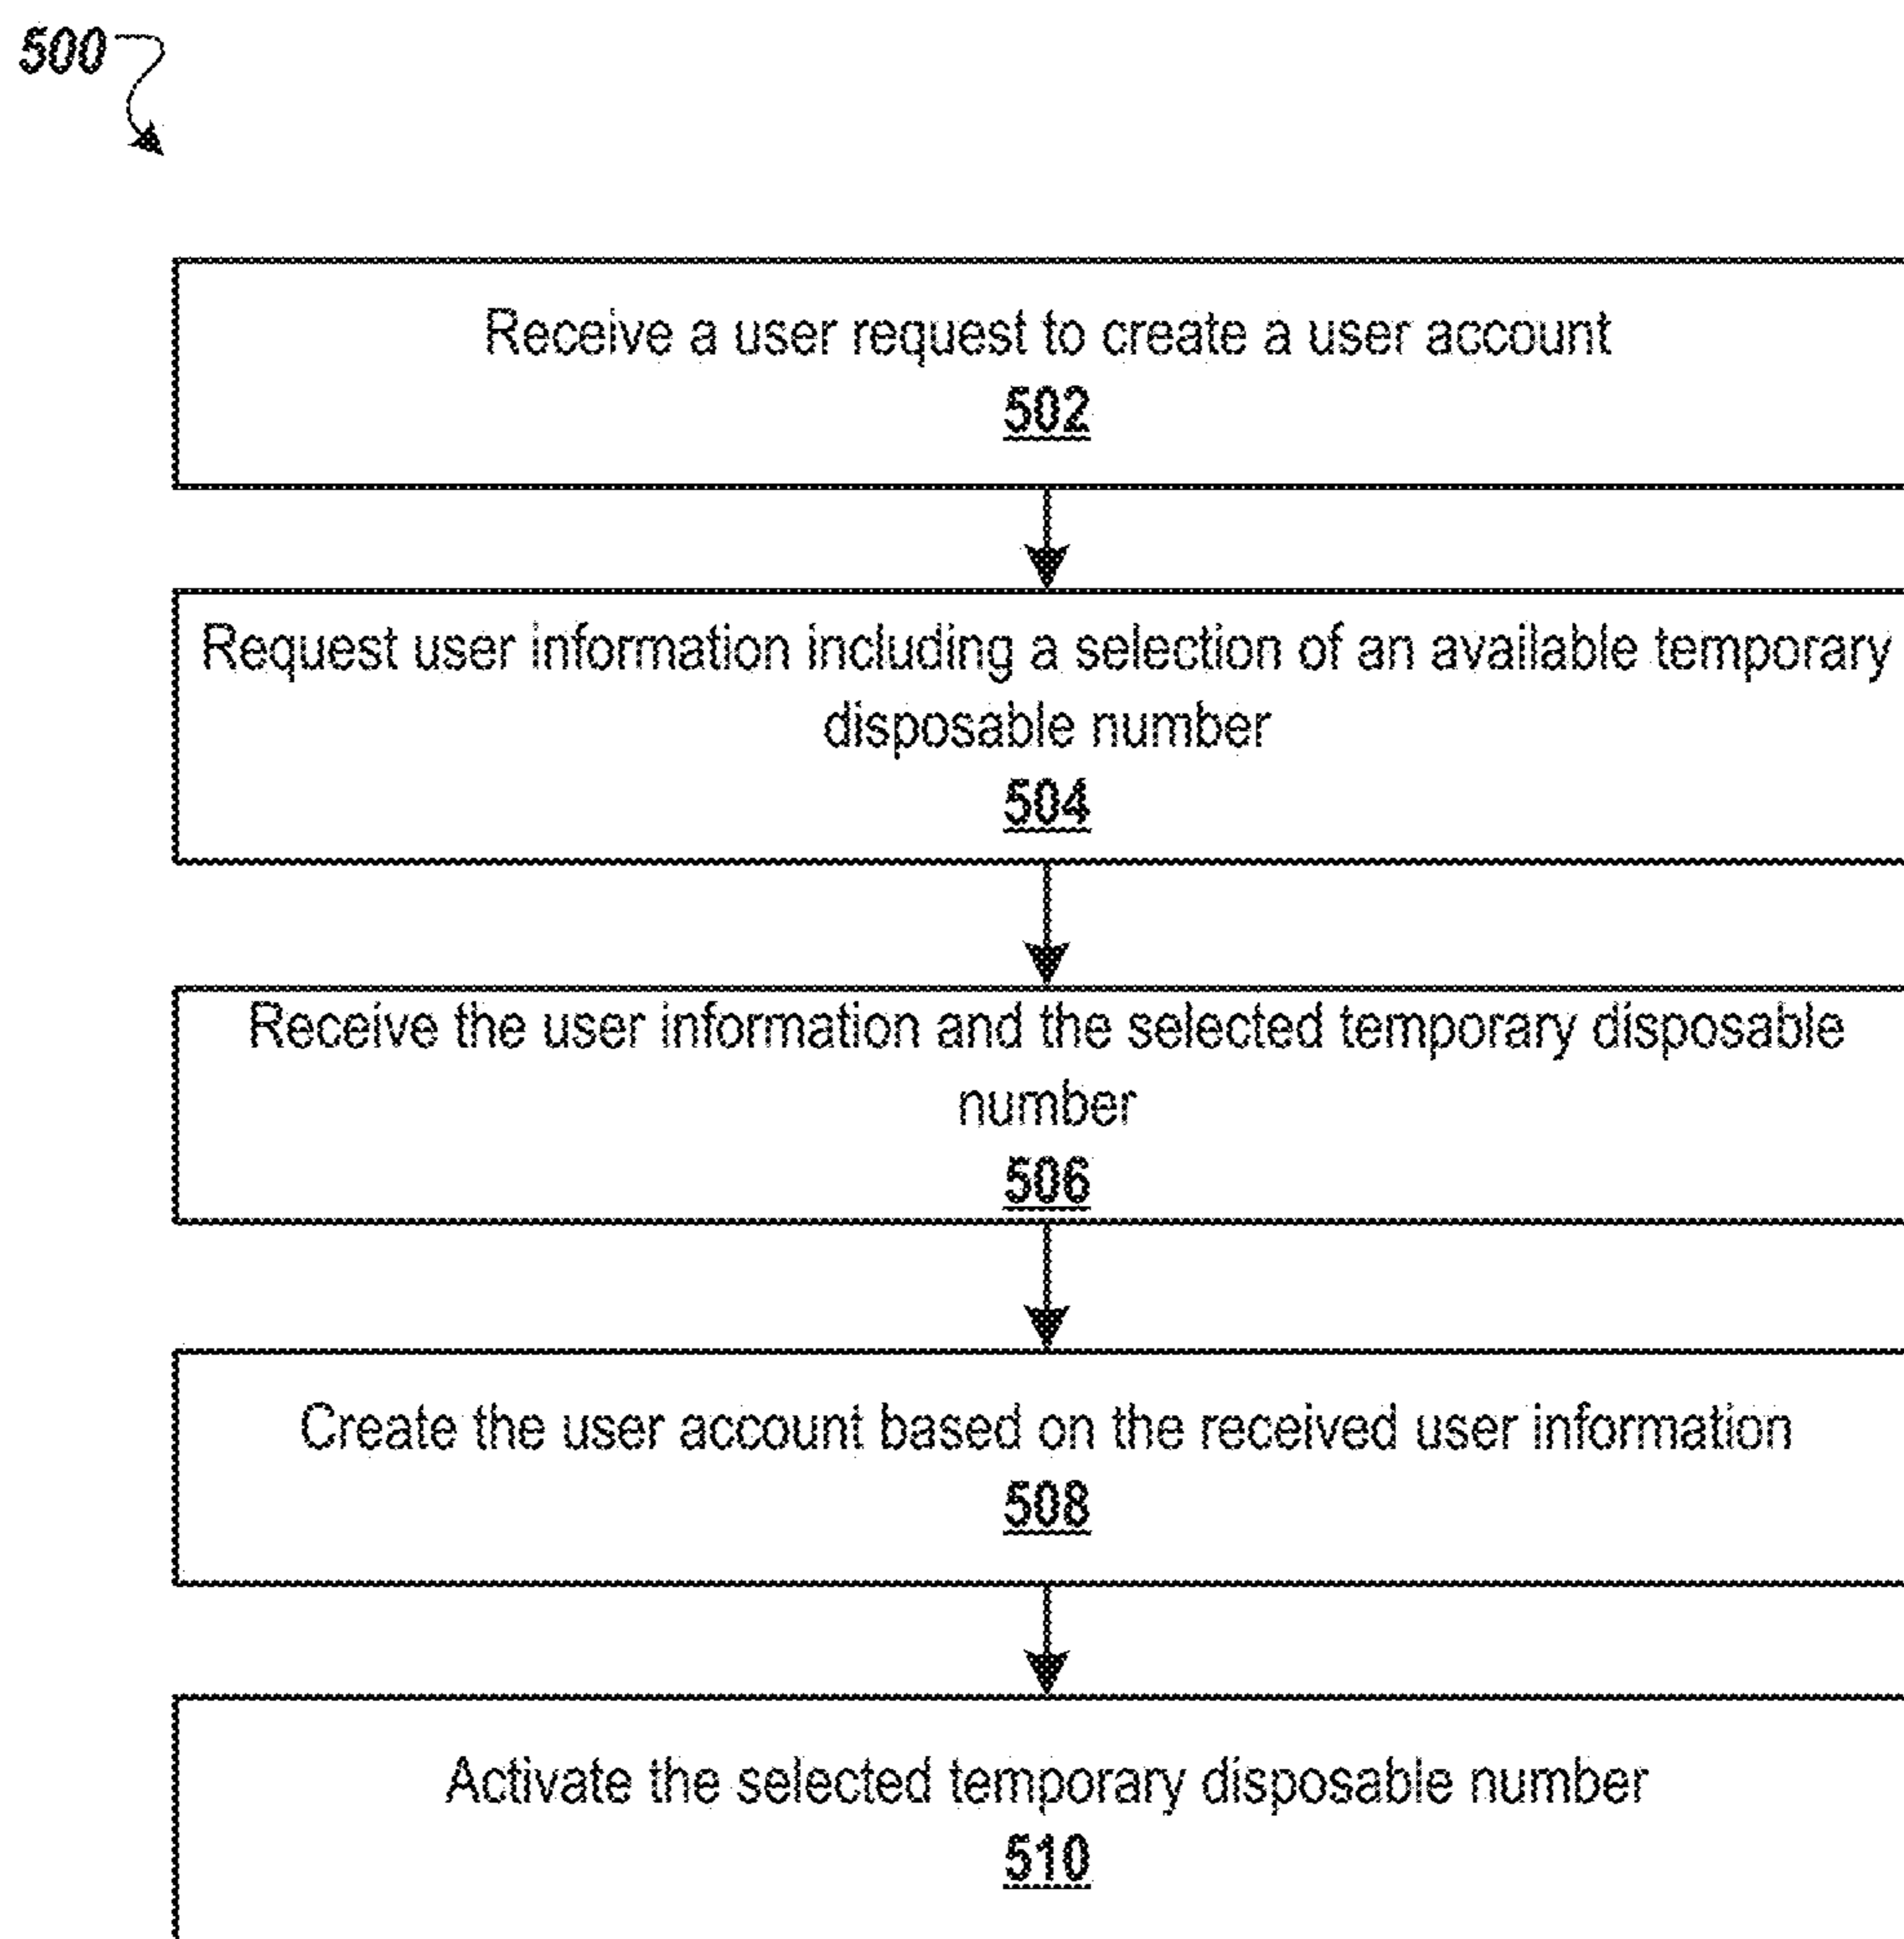 500
Receive a user request to create a user account
502
Request user information including a selection of an available temporary
disposable number
504
Receive the user information and the selected temporary disposable
number
506
Create the user account based on the received user information
508
Activate the selected temporary disposable number
510